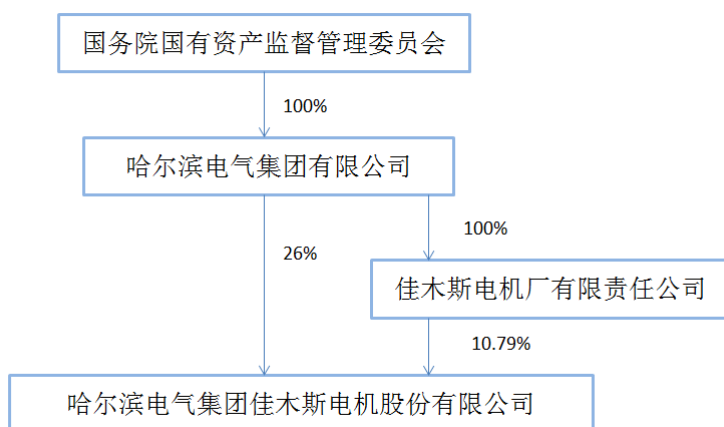 国务院国有资产监督管理委员会
100%
哈尔滨电气集团有限公司
26%
100%
佳木斯电机厂有限责任公司
10.79%
哈尔滨电气集团佳木斯电机股份有限公司